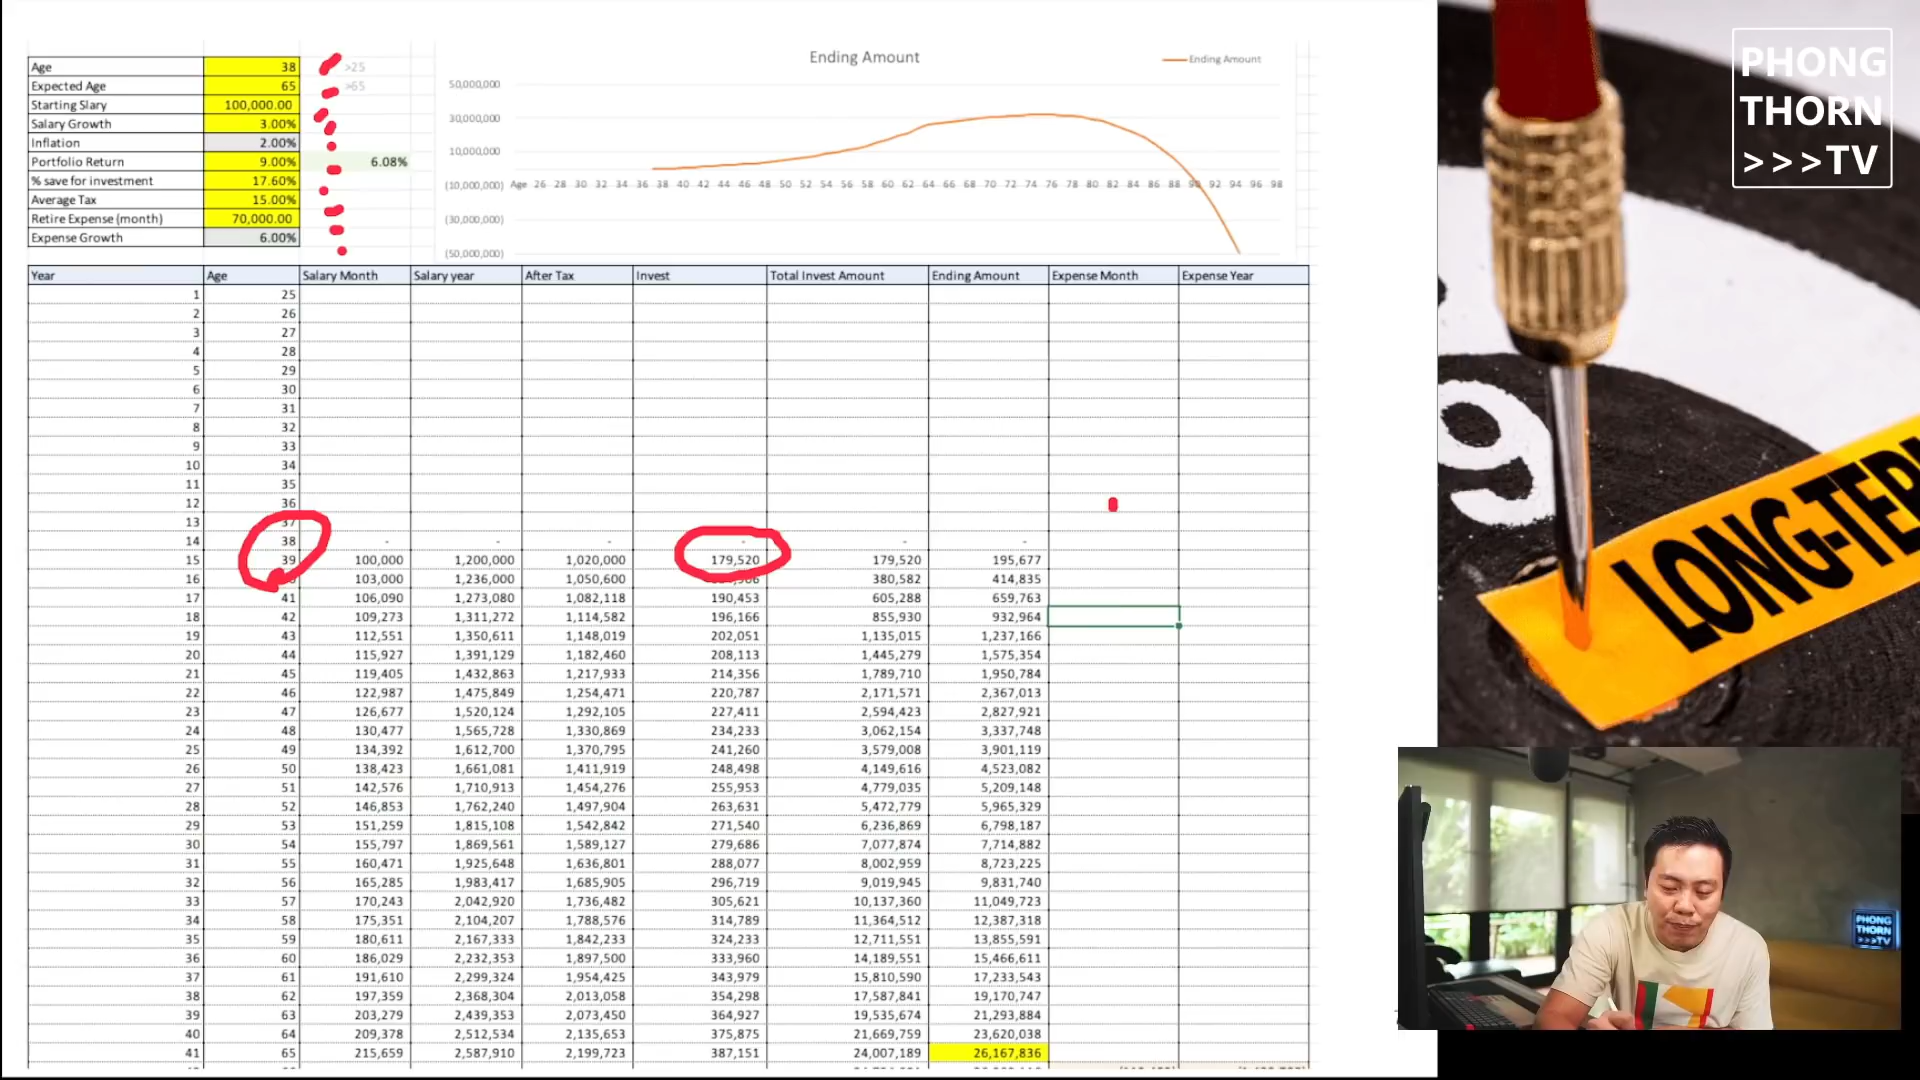 Age 38 >25
Expected Age 65 >65
Starting Slary 100,000.00
Salary Growth 3.00%
Inflation 2.00%
Portfolio Return 9.00% 6.08%
% save for investment 17.60%
Average Tax 15.00%
Retire Expense (month) 70,000.00
Expense Growth 6.00%
Ending Amount
Ending Amount
50,000,000
30,000,000
10,000,000
(10,000,000) Age 26 28 30 32 34 36 38 40 42 44 46 48 50 52 54 56 58 60 62 64 66 68 70 72 74 76 78 80 82 84 86 88 90 92 94 96 98
(30,000,000)
(50,000,000)
Year Age Salary Month Salary year After Tax Invest Total Invest Amount Ending Amount Expense Month Expense Year
1 25
2 26
3 27
4 28
5 29
6 30
7 31
8 32
9 33
10 34
11 35
12 36
13 37
14 38 - - - - - -
15 39 100,000 1,200,000 1,020,000 179,520 179,520 195,677
16 103,000 1,236,000 1,050,600 380,582 414,835
17 41 106,090 1,273,080 1,082,118 190,453 605,288 659,763
18 42 109,273 1,311,272 1,114,582 196,166 855,930 932,964
19 43 112,551 1,350,611 1,148,019 202,051 1,135,015 1,237,166
20 44 115,927 1,391,129 1,182,460 208,113 1,445,279 1,575,354
21 45 119,405 1,432,863 1,217,933 214,356 1,789,710 1,950,784
22 46 122,987 1,475,849 1,254,471 220,787 2,171,571 2,367,013
23 47 126,677 1,520,124 1,292,105 227,411 2,594,423 2,827,921
24 48 130,477 1,565,728 1,330,869 234,233 3,062,154 3,337,748
25 49 134,392 1,612,700 1,370,795 241,260 3,579,008 3,901,119
26 50 138,423 1,661,081 1,411,919 248,498 4,149,616 4,523,082
27 51 142,576 1,710,913 1,454,276 255,953 4,779,035 5,209,148
28 52 146,853 1,762,240 1,497,904 263,631 5,472,779 5,965,329
29 53 151,259 1,815,108 1,542,842 271,540 6,236,869 6,798,187
30 54 155,797 1,869,561 1,589,127 279,686 7,077,874 7,714,882
31 55 160,471 1,925,648 1,636,801 288,077 8,002,959 8,723,225
32 56 165,285 1,983,417 1,685,905 296,719 9,019,945 9,831,740
33 57 170,243 2,042,920 1,736,482 305,621 10,137,360 11,049,723
34 58 175,351 2,104,207 1,788,576 314,789 11,364,512 12,387,318
35 59 180,611 2,167,333 1,842,233 324,233 12,711,551 13,855,591
36 60 186,029 2,232,353 1,897,500 333,960 14,189,551 15,466,611
37 61 191,610 2,299,324 1,954,425 343,979 15,810,590 17,233,543
38 62 197,359 2,368,304 2,013,058 354,298 17,587,841 19,170,747
39 63 203,279 2,439,353 2,073,450 364,927 19,535,674 21,293,884
40 64 209,378 2,512,534 2,135,653 375,875 21,669,759 23,620,038
41 65 215,659 2,587,910 2,199,723 387,151 24,007,189 26,167,836
PHONG
THORN
>>>TV
9
LONG-TER
PHONG
THORN
>>>TV